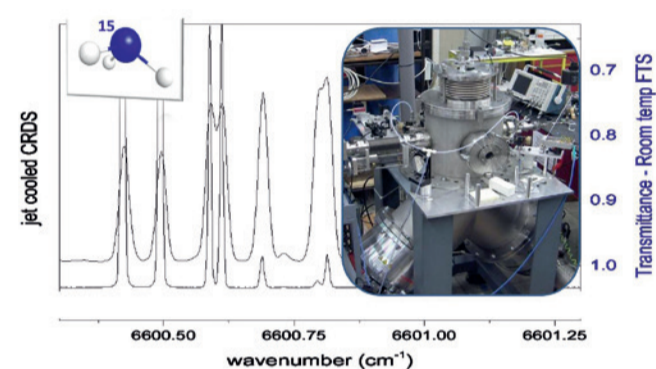 15
jet cooled CRDS
0.7
0.8
0.9
1.0
Transmittance - Room temp FTS
6600.50 6600.75 6601.00 6601.25
wavenumber (cm⁻¹)